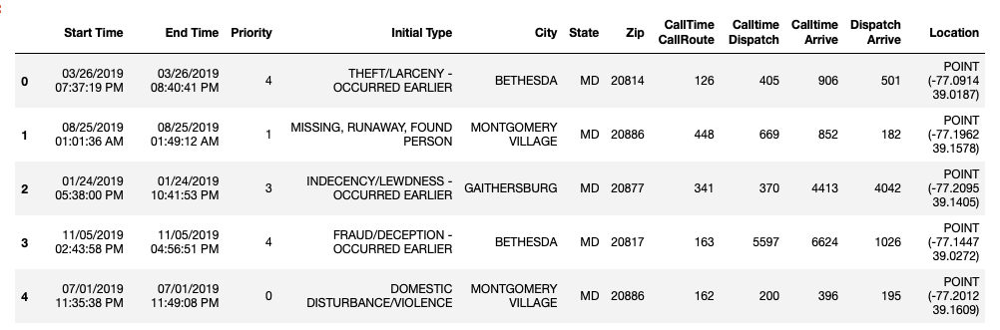 Start Time End Time Priority Initial Type City State Zip CallTime CallRoute Calltime Dispatch Calltime Arrive Dispatch Arrive Location
0 03/26/2019 07:37:19 PM 03/26/2019 08:40:41 PM 4 THEFT/LARCENY - OCCURRED EARLIER BETHESDA MD 20814 126 405 906 501 POINT (-77.0914 39.0187)
1 08/25/2019 01:01:36 AM 08/25/2019 01:49:12 AM 1 MISSING, RUNAWAY, FOUND PERSON MONTGOMERY VILLAGE MD 20886 448 669 852 182 POINT (-77.1962 39.1578)
2 01/24/2019 05:38:00 PM 01/24/2019 10:41:53 PM 3 INDECENCY/LEWDNESS - OCCURRED EARLIER GAITHERSBURG MD 20877 341 370 4413 4042 POINT (-77.2095 39.1405)
3 11/05/2019 02:43:58 PM 11/05/2019 04:56:51 PM 4 FRAUD/DECEPTION - OCCURRED EARLIER BETHESDA MD 20817 163 5597 6624 1026 POINT (-77.1447 39.0272)
4 07/01/2019 11:35:38 PM 07/01/2019 11:49:08 PM 0 DOMESTIC DISTURBANCE/VIOLENCE MONTGOMERY VILLAGE MD 20886 162 200 396 195 POINT (-77.2012 39.1609)